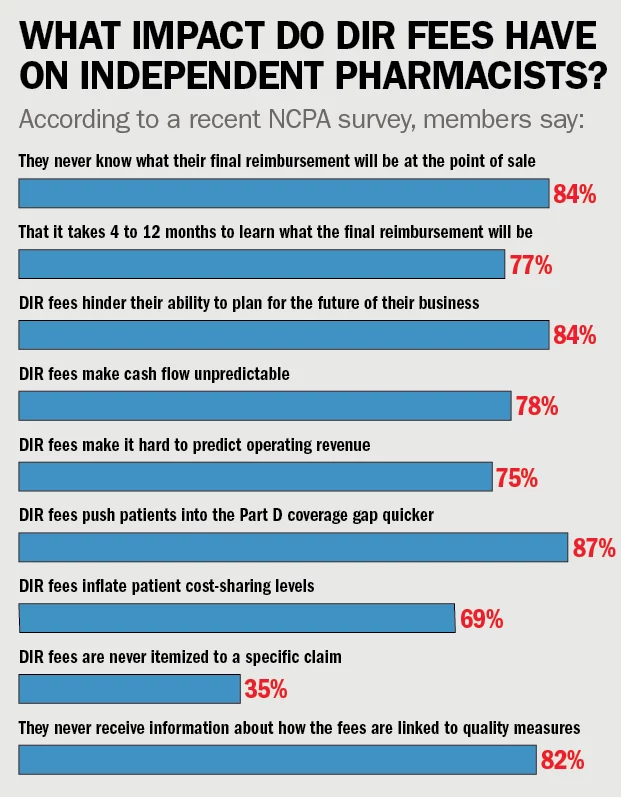 WHAT IMPACT DO DIR FEES HAVE
ON INDEPENDENT PHARMACISTS?
According to a recent NCPA survey, members say:
They never know what their final reimbursement will be at the point of sale
84%
That it takes 4 to 12 months to learn what the final reimbursement will be
77%
DIR fees hinder their ability to plan for the future of their business
84%
DIR fees make cash flow unpredictable
78%
DIR fees make it hard to predict operating revenue
75%
DIR fees push patients into the Part D coverage gap quicker
87%
DIR fees inflate patient cost-sharing levels
69%
DIR fees are never itemized to a specific claim
35%
They never receive information about how the fees are linked to quality measures
82%